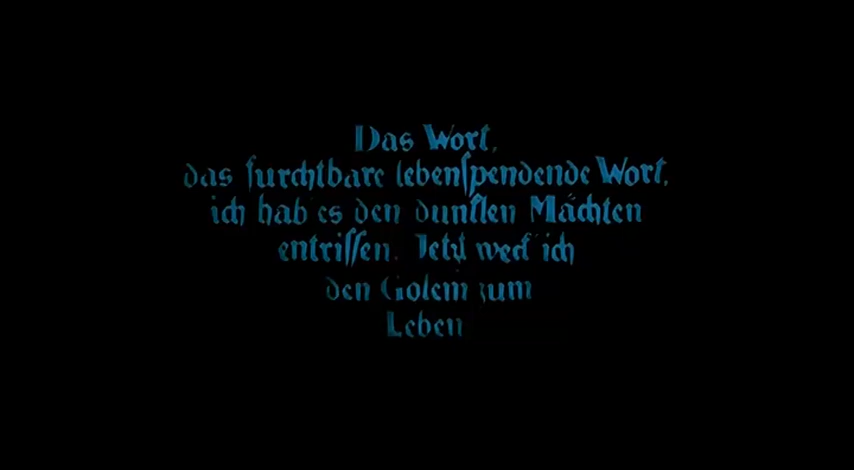 Das Wort,
das furchtbare lebenspendende Wort,
ich hab'es den dunklen Mächten
entrissen. Jetzt weck' ich
den Golem zum
Leben